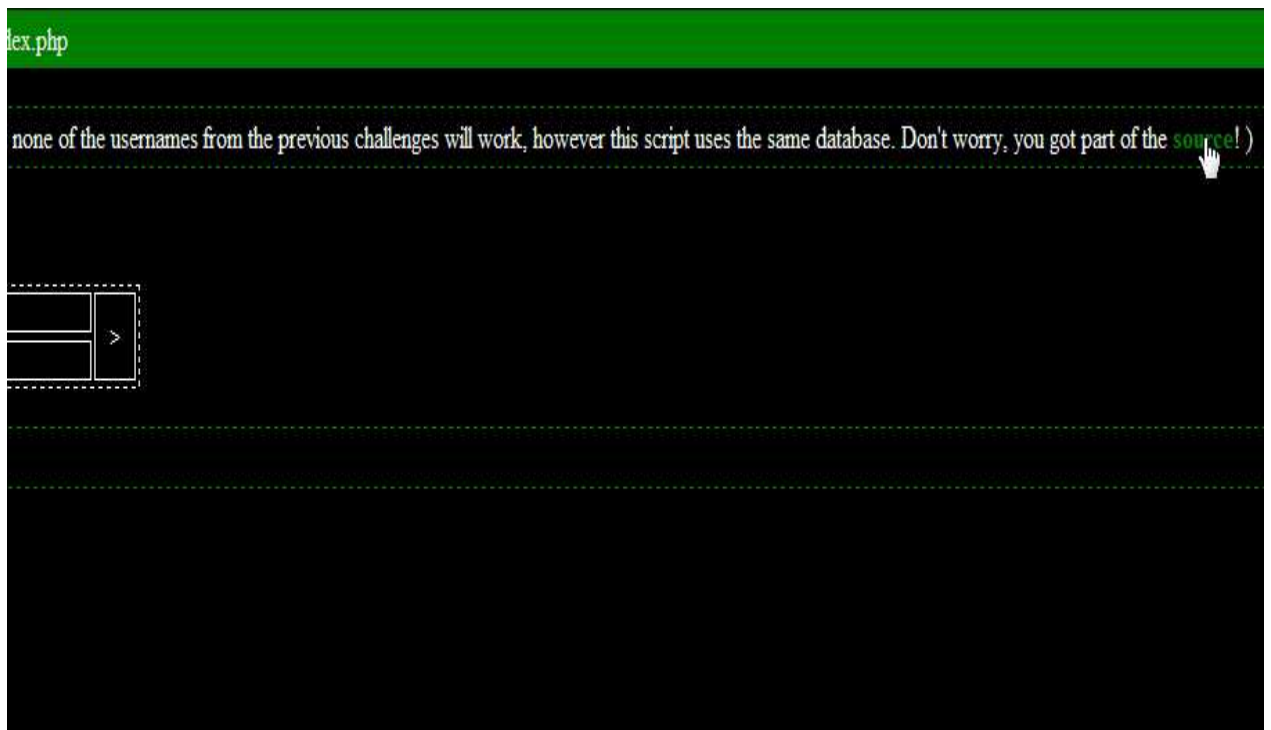 dex.php
none of the usernames from the previous challenges will work, however this script uses the same database. Don't worry, you got part of the source! )
>